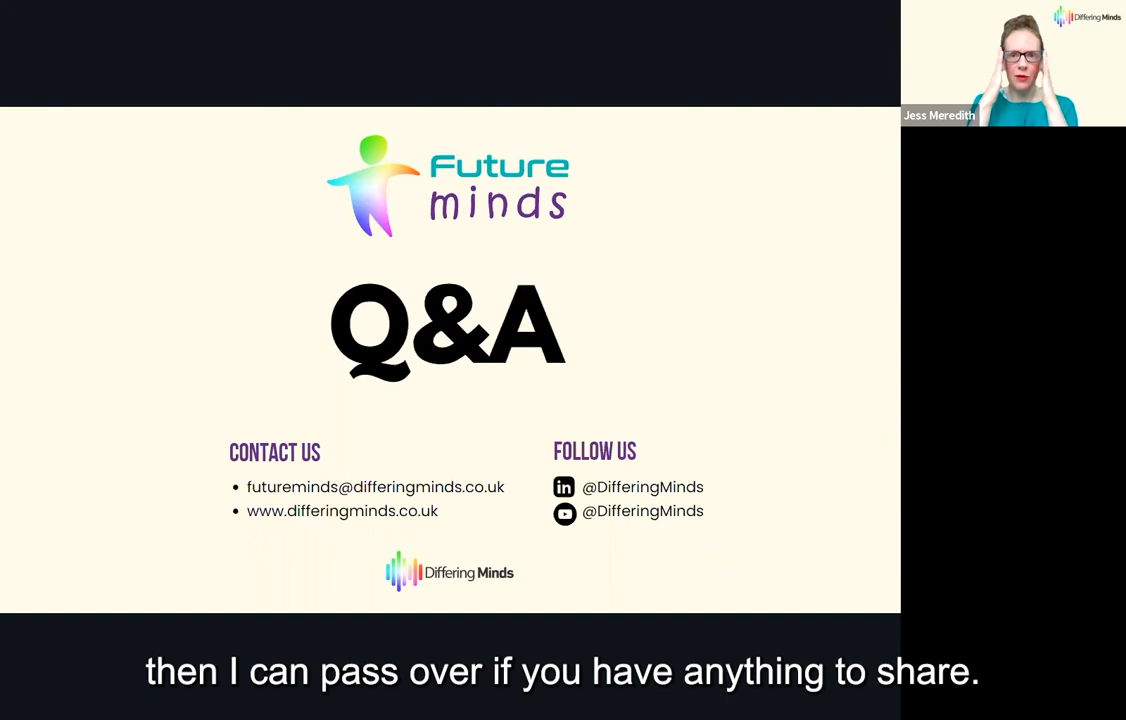 Differing Minds
Jess Meredith
Future
minds
Q&A
CONTACT US
• futureminds@differingminds.co.uk
• www.differingminds.co.uk
FOLLOW US
in @DifferingMinds
@DifferingMinds
Differing Minds
then I can pass over if you have anything to share.